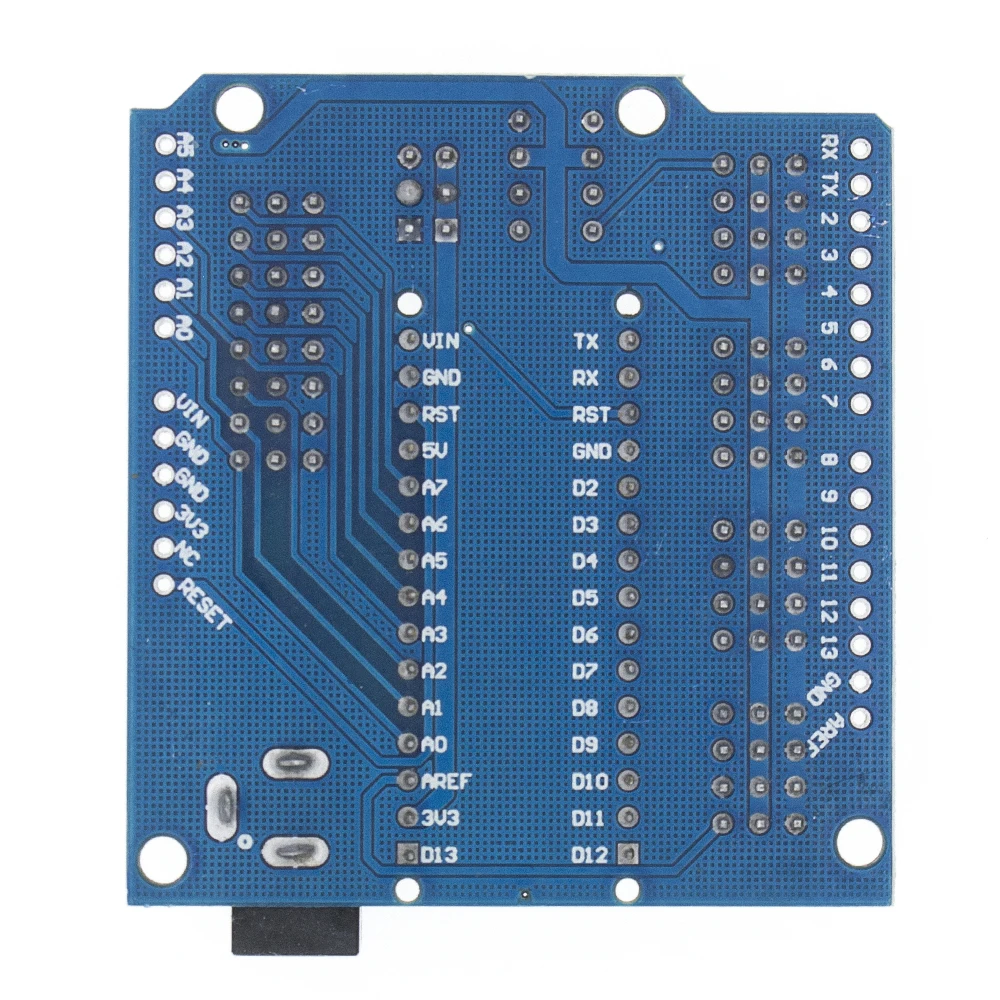 A5
A4
A3
A2
A1
A0
VIN
GND
GND
3V3
NC
RESET
VIN
GND
RST
5V
A7
A6
A5
A4
A3
A2
A1
A0
AREF
3V3
D13
TX
RX
RST
GND
D2
D3
D4
D5
D6
D7
D8
D9
D10
D11
D12
RX
TX
2
3
4
5
6
7
8
9
10
11
12
13
GND
AREF